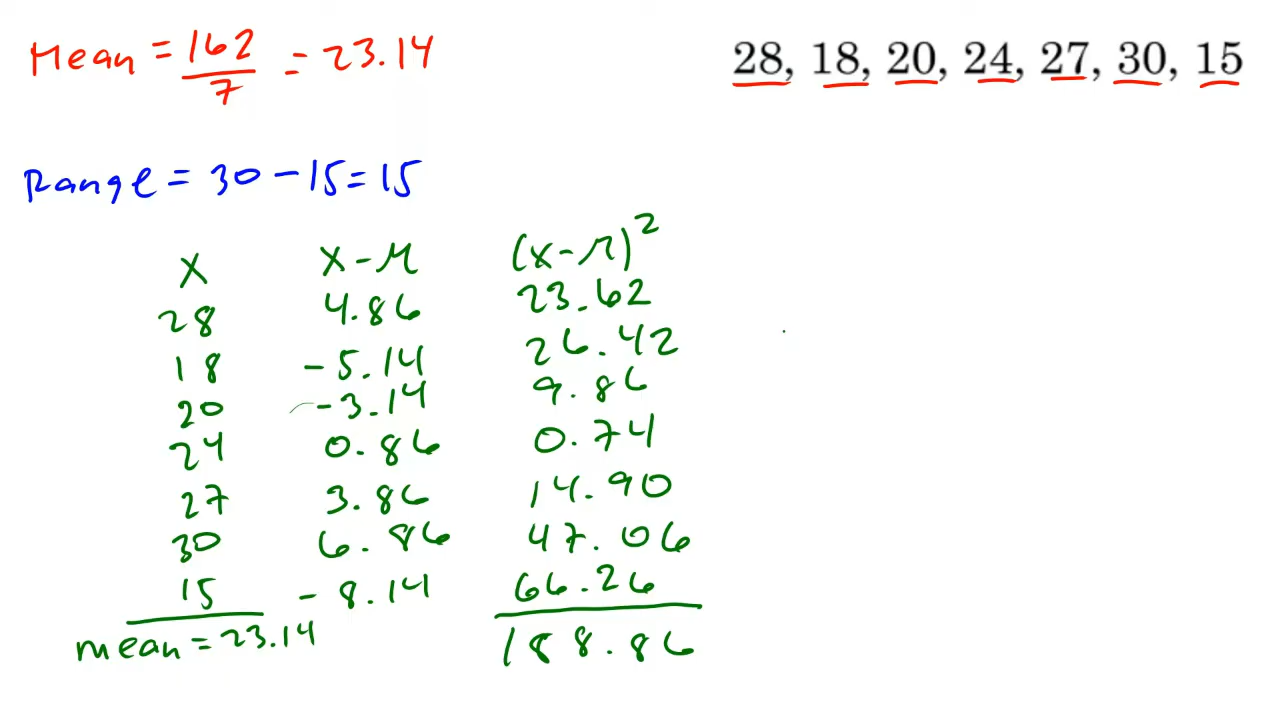 Mean = 162/7 = 23.14
28, 18, 20, 24, 27, 30, 15
Range = 30 - 15 = 15
x x - μ (x - μ)²
28 4.86 23.62
18 - 5.14 26.42
20 - 3.14 9.86
24 0.86 0.74
27 3.86 14.90
30 6.86 47.06
15 - 8.14 66.26
mean = 23.14 188.86